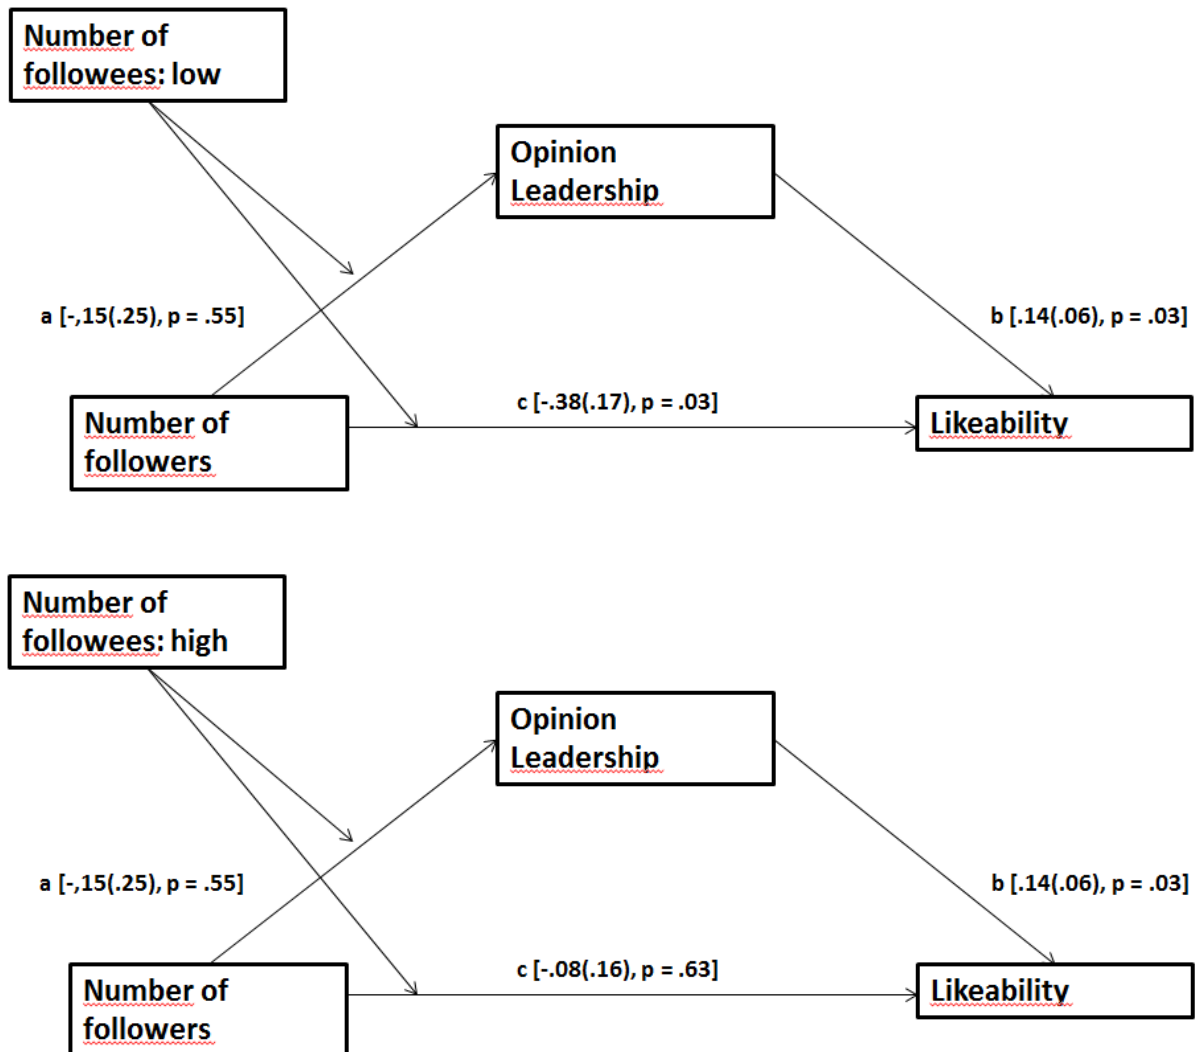 Number of
followees: low
Opinion
Leadership
a [-,15(.25), p = .55]
b [.14(.06), p = .03]
c [-.38(.17), p = .03]
Number of
followers
Likeability
Number of
followees: high
Opinion
Leadership
a [-,15(.25), p = .55]
b [.14(.06), p = .03]
c [-.08(.16), p = .63]
Number of
followers
Likeability